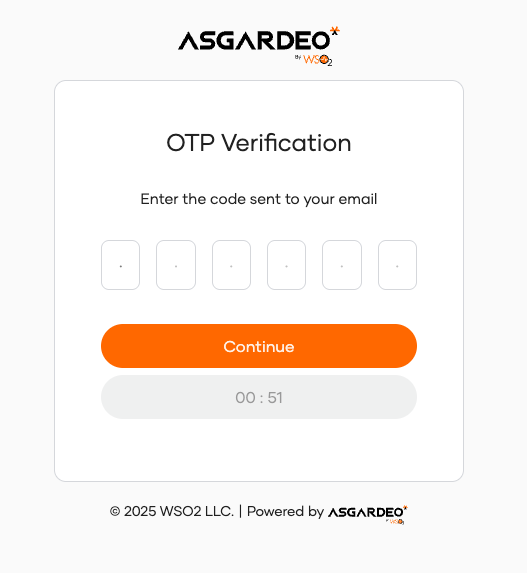 ASGARDEO
By WSO2
OTP Verification
Enter the code sent to your email
Continue
00 : 51
© 2025 WSO2 LLC. | Powered by ASGARDEO
by WSO2